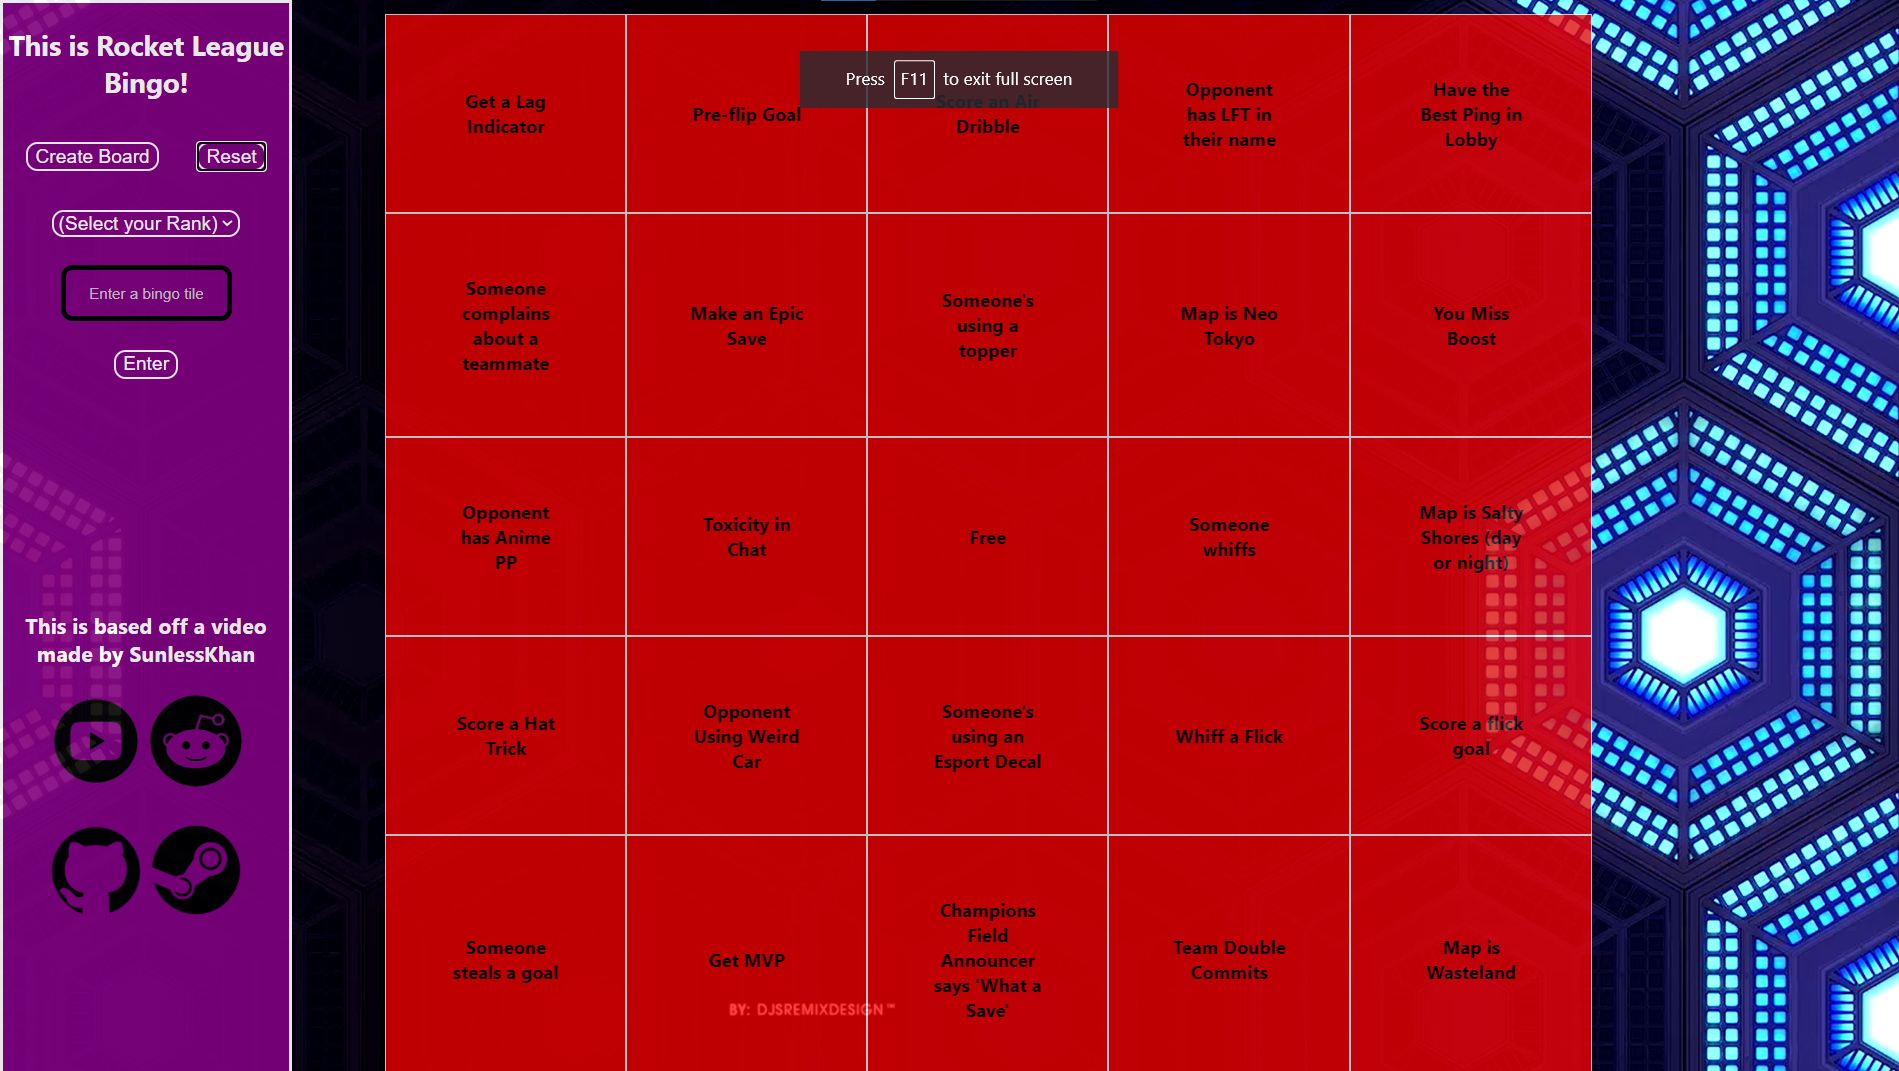 This is Rocket League
Bingo!
Create Board
Reset
(Select your Rank)
Enter a bingo tile
Enter
This is based off a video
made by SunlessKhan
Press F11 to exit full screen
Get a Lag
Indicator
Pre-flip Goal
Score an Air
Dribble
Opponent
has LFT in
their name
Have the
Best Ping in
Lobby
Someone
complains
about a
teammate
Make an Epic
Save
Someone's
using a
topper
Map is Neo
Tokyo
You Miss
Boost
Opponent
has Anime
PP
Toxicity in
Chat
Free
Someone
whiffs
Map is Salty
Shores (day
or night)
Score a Hat
Trick
Opponent
Using Weird
Car
Someone's
using an
Esport Decal
Whiff a Flick
Score a flick
goal
Someone
steals a goal
Get MVP
Champions
Field
Announcer
says 'What a
Save'
Team Double
Commits
Map is
Wasteland
BY: DJSREMIXDESIGN™